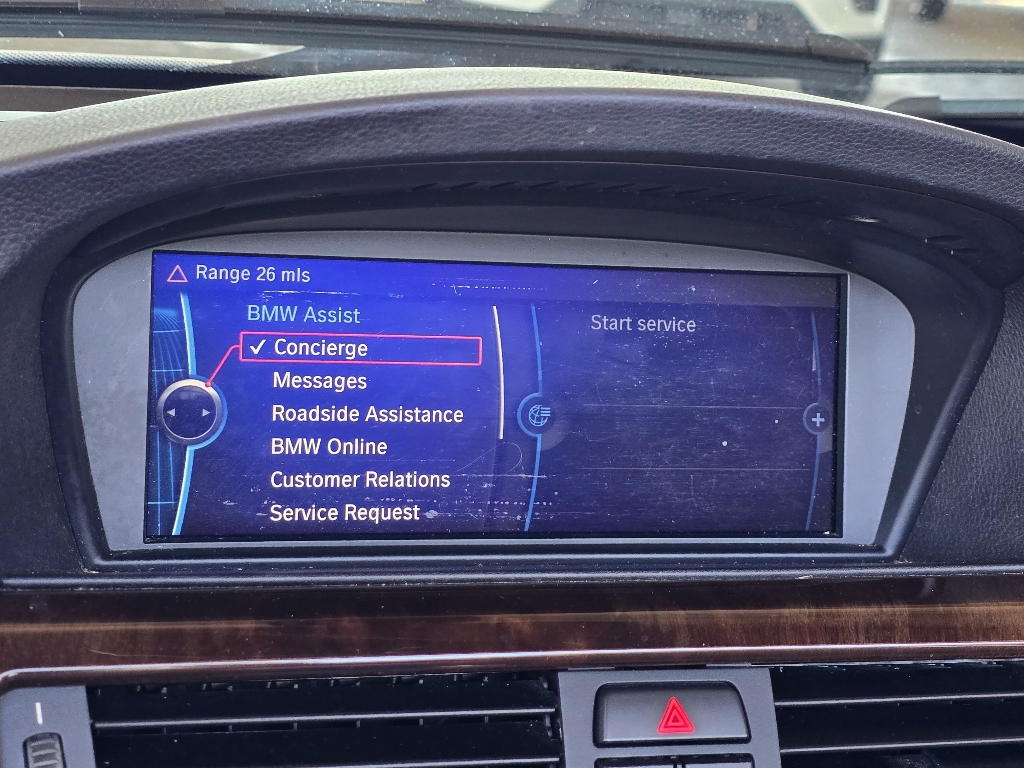 Range 26 mls
BMW Assist
Concierge
Start service
Messages
Roadside Assistance
BMW Online
Customer Relations
Service Request